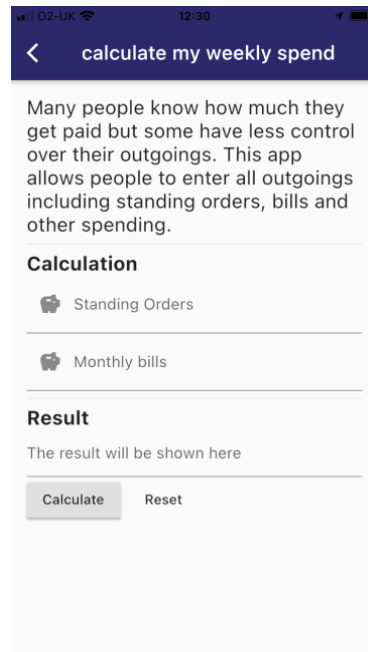 O2-UK 12:30
calculate my weekly spend
Many people know how much they
get paid but some have less control
over their outgoings. This app
allows people to enter all outgoings
including standing orders, bills and
other spending.
Calculation
Standing Orders
Monthly bills
Result
The result will be shown here
Calculate Reset